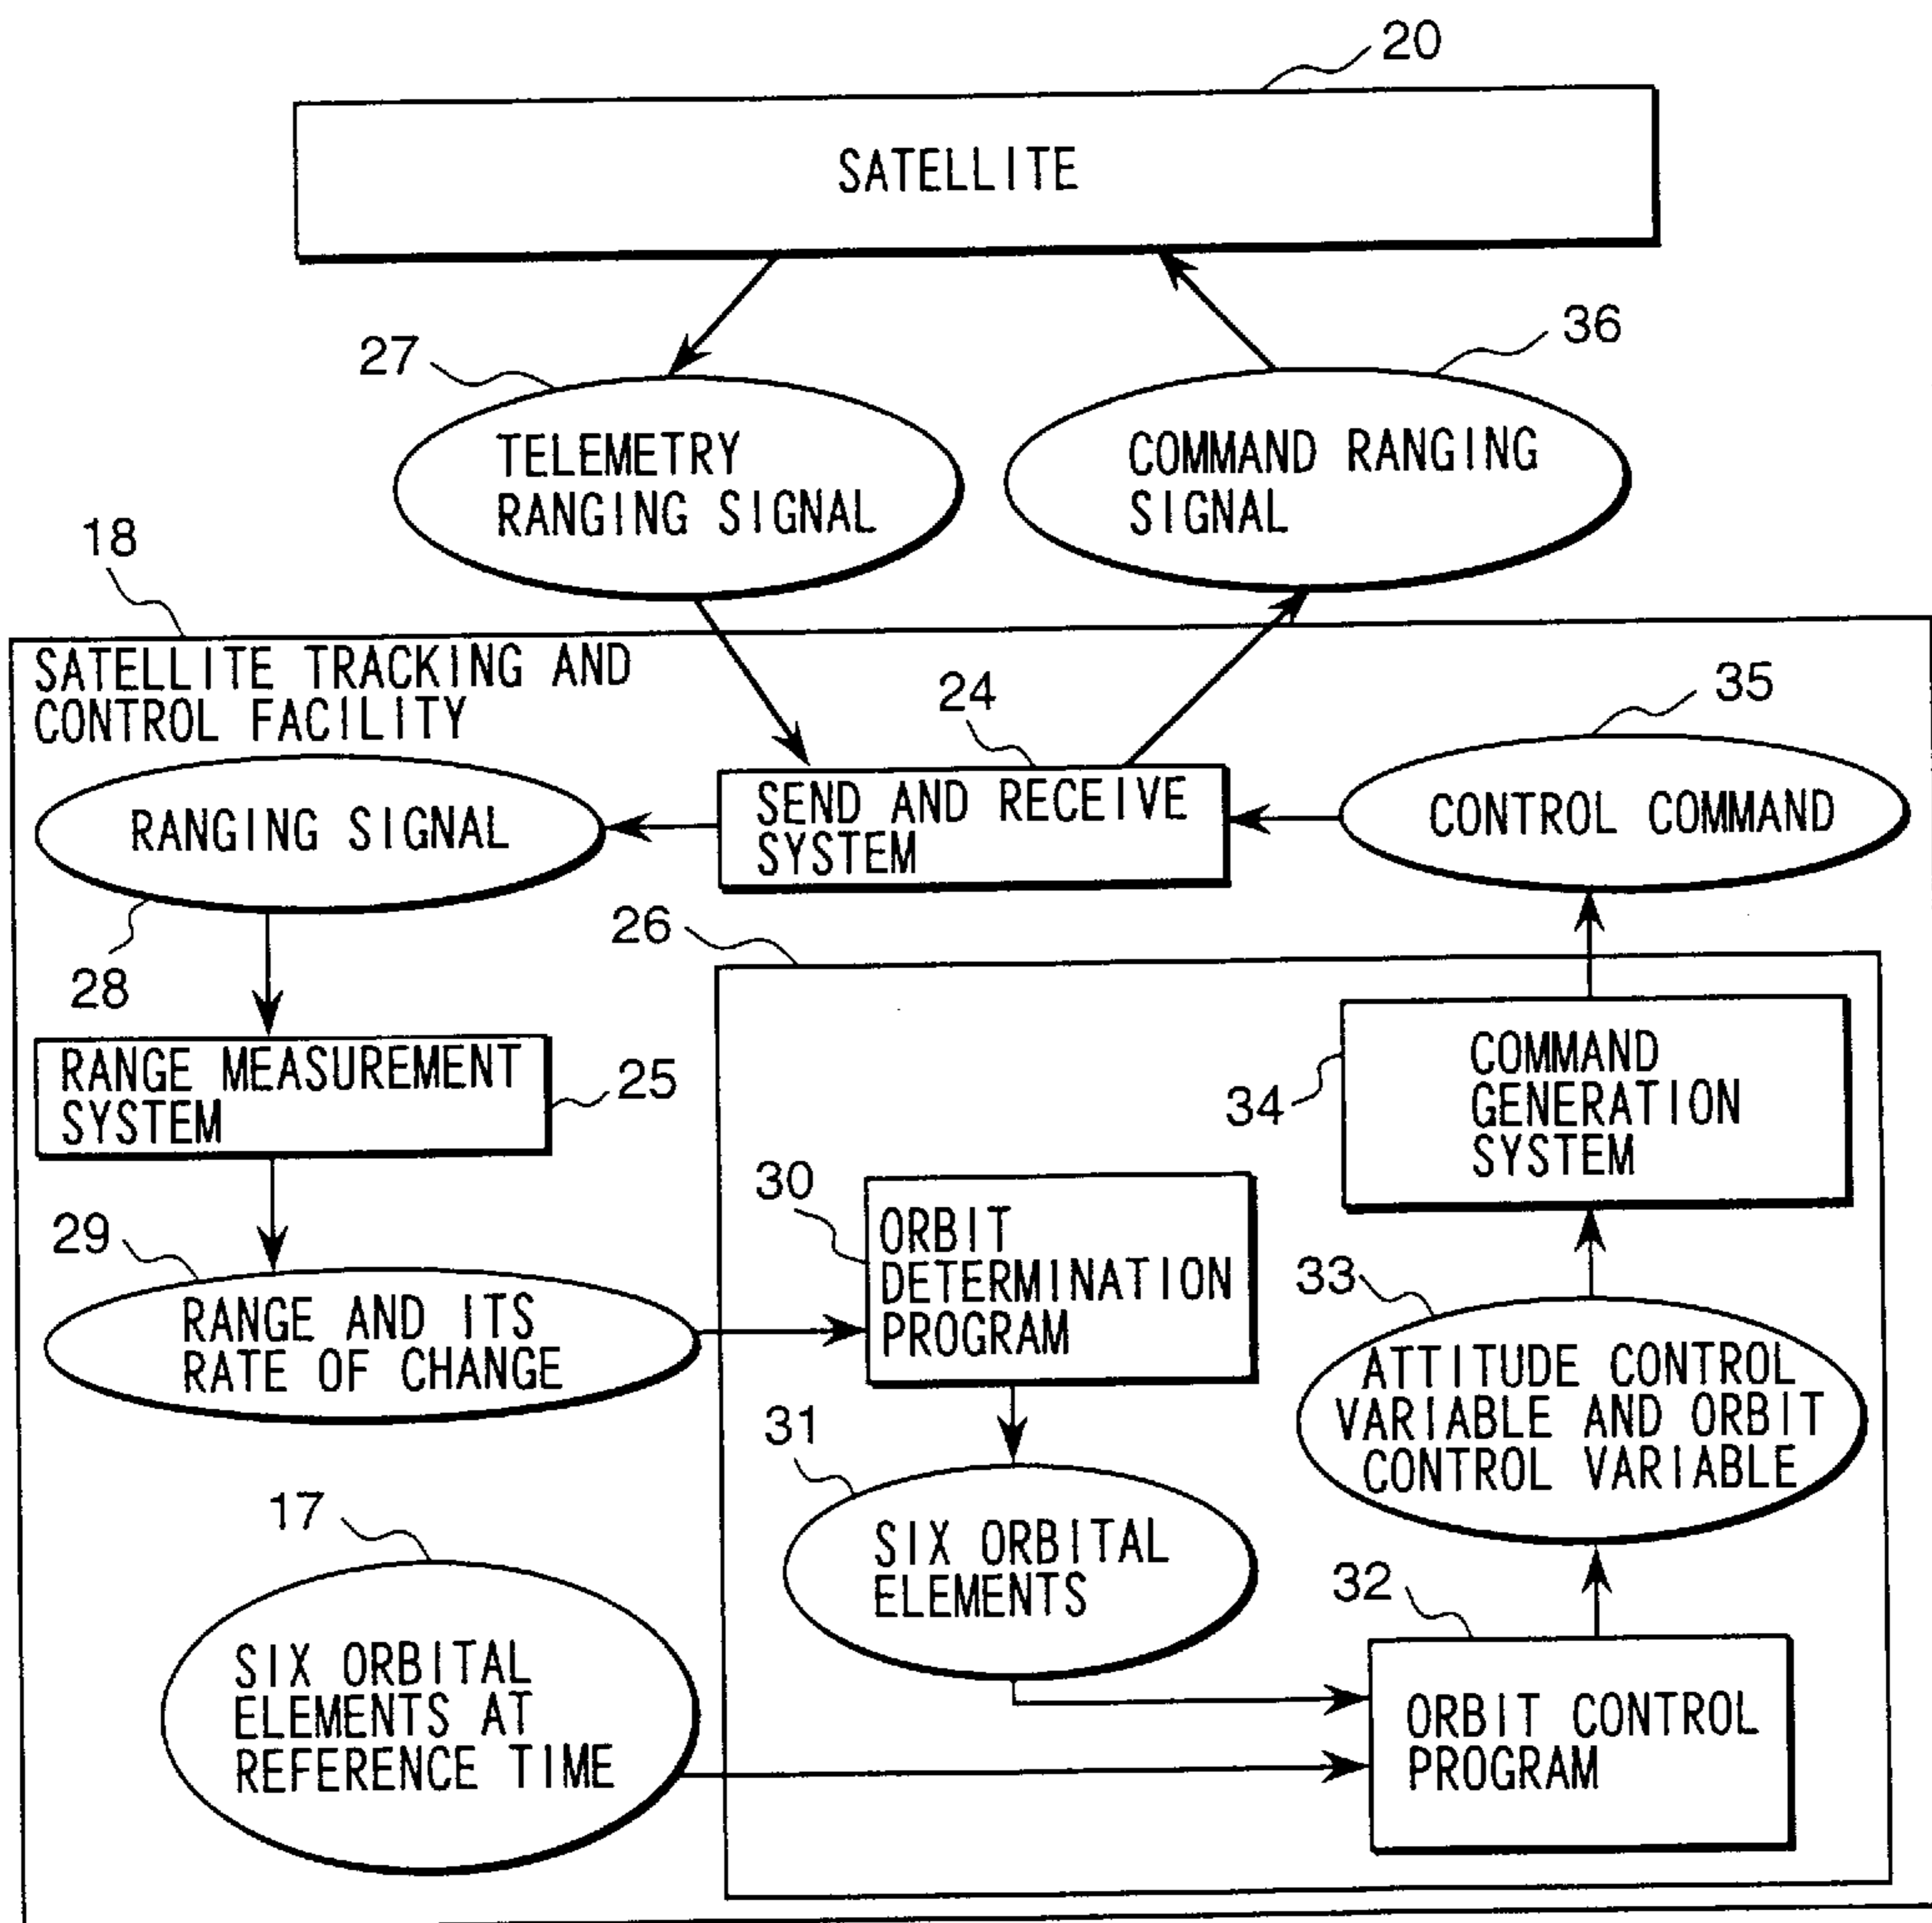 20
SATELLITE
27
36
TELEMETRY
RANGING SIGNAL
COMMAND RANGING
SIGNAL
18
SATELLITE TRACKING AND
CONTROL FACILITY
24
35
RANGING SIGNAL
SEND AND RECEIVE
SYSTEM
CONTROL COMMAND
28
26
RANGE MEASUREMENT
SYSTEM
25
34
COMMAND
GENERATION
SYSTEM
30
ORBIT
DETERMINATION
PROGRAM
29
RANGE AND ITS
RATE OF CHANGE
33
ATTITUDE CONTROL
VARIABLE AND ORBIT
CONTROL VARIABLE
31
SIX ORBITAL
ELEMENTS
17
SIX ORBITAL
ELEMENTS AT
REFERENCE TIME
32
ORBIT CONTROL
PROGRAM